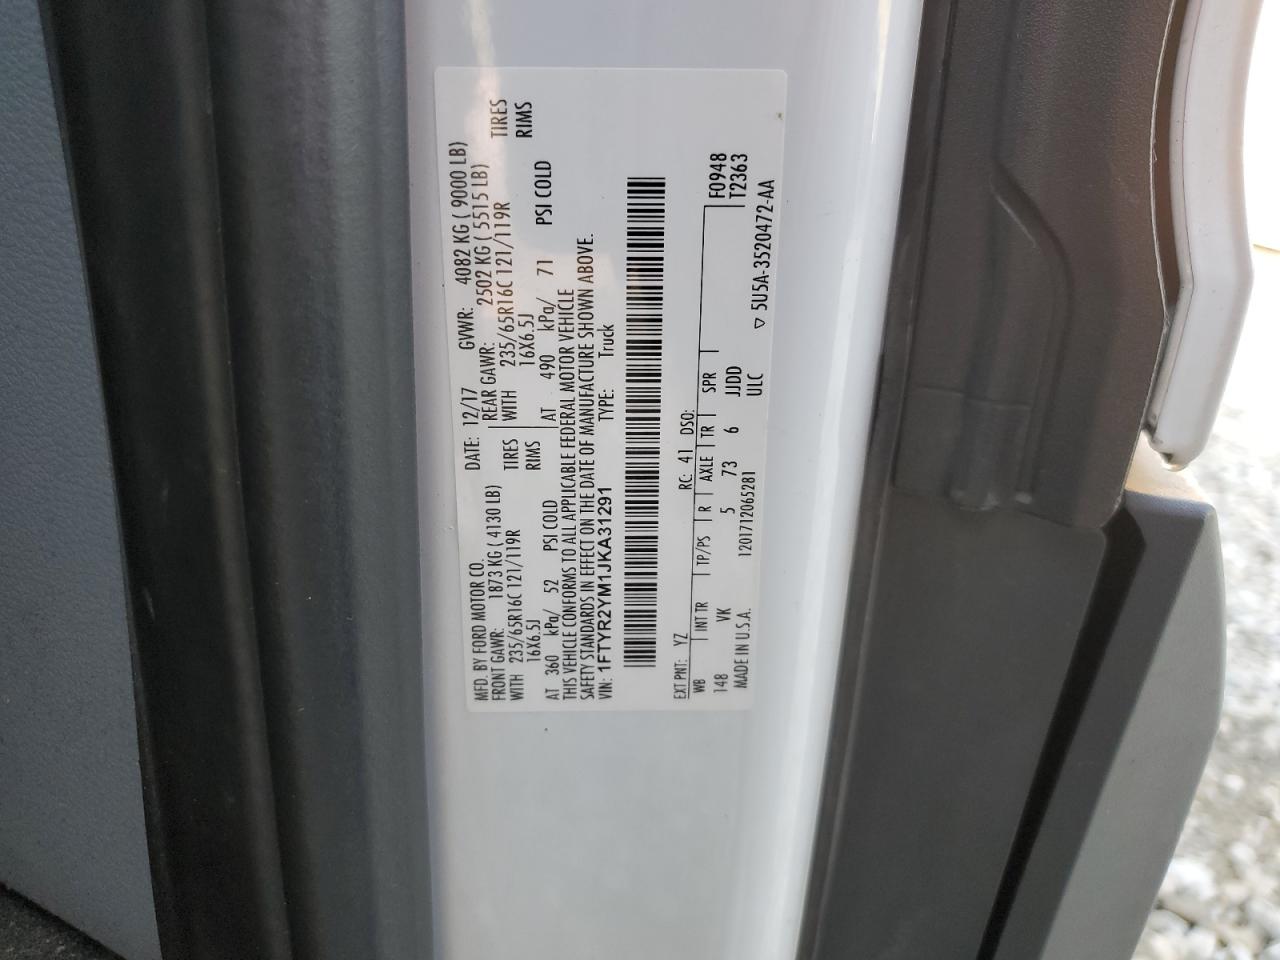 MFD. BY FORD MOTOR CO. DATE: 12/17 GVWR: 4082 KG ( 9000 LB)
FRONT GAWR: 1873 KG ( 4130 LB) REAR GAWR: 2502 KG ( 5515 LB)
WITH 235/65R16C 121/119R TIRES WITH 235/65R16C 121/119R TIRES
16X6.5J RIMS 16X6.5J RIMS
AT 360 kPa/ 52 PSI COLD AT 490 kPa/ 71 PSI COLD
THIS VEHICLE CONFORMS TO ALL APPLICABLE FEDERAL MOTOR VEHICLE
SAFETY STANDARDS IN EFFECT ON THE DATE OF MANUFACTURE SHOWN ABOVE.
VIN: 1FTYR2YM1JKA31291 TYPE: Truck
EXT PNT: YZ RC: 41 DSO:
WB INT TR TP/PS R AXLE TR SPR F0948
148 VK 5 73 6 JJDD T2363
MADE IN U.S.A. 1201712065281 ULC ▽ 5U5A-3520472-AA